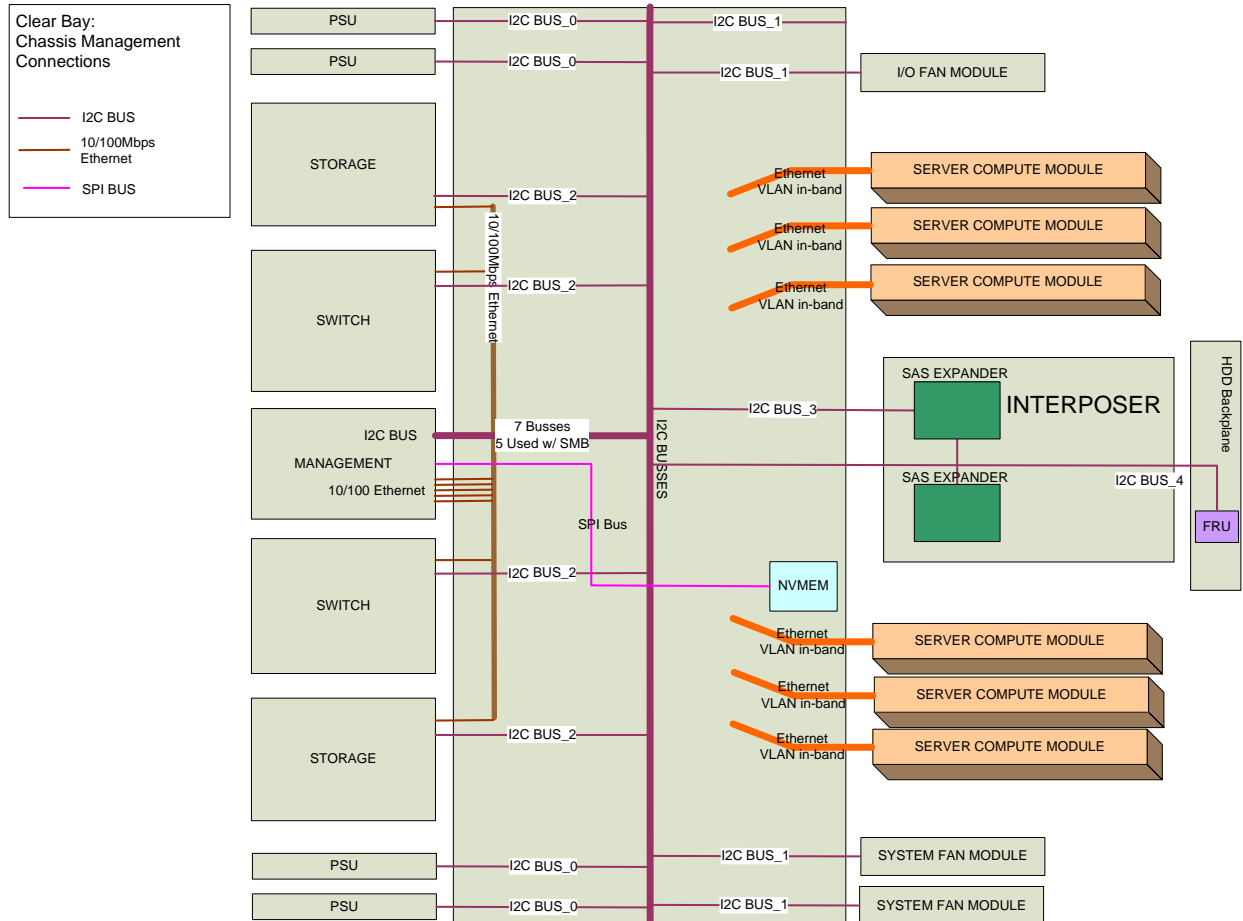 Clear Bay:
Chassis Management
Connections
I2C BUS
10/100Mbps
Ethernet
SPI BUS
PSU
I2C BUS_0
I2C BUS_1
PSU
I2C BUS_0
I2C BUS_1
I/O FAN MODULE
STORAGE
I2C BUS_2
10/100Mbps Ethernet
Ethernet
VLAN in-band
SERVER COMPUTE MODULE
Ethernet
VLAN in-band
SERVER COMPUTE MODULE
Ethernet
VLAN in-band
SERVER COMPUTE MODULE
SWITCH
I2C BUS_2
I2C BUS
MANAGEMENT
10/100 Ethernet
7 Busses
5 Used w/ SMB
I2C BUSSES
SPI Bus
I2C BUS_3
SAS EXPANDER
INTERPOSER
SAS EXPANDER
I2C BUS_4
HDD Backplane
FRU
SWITCH
I2C BUS_2
NVMEM
Ethernet
VLAN in-band
SERVER COMPUTE MODULE
Ethernet
VLAN in-band
SERVER COMPUTE MODULE
Ethernet
VLAN in-band
SERVER COMPUTE MODULE
STORAGE
I2C BUS_2
PSU
I2C BUS_0
I2C BUS_1
SYSTEM FAN MODULE
PSU
I2C BUS_0
I2C BUS_1
SYSTEM FAN MODULE